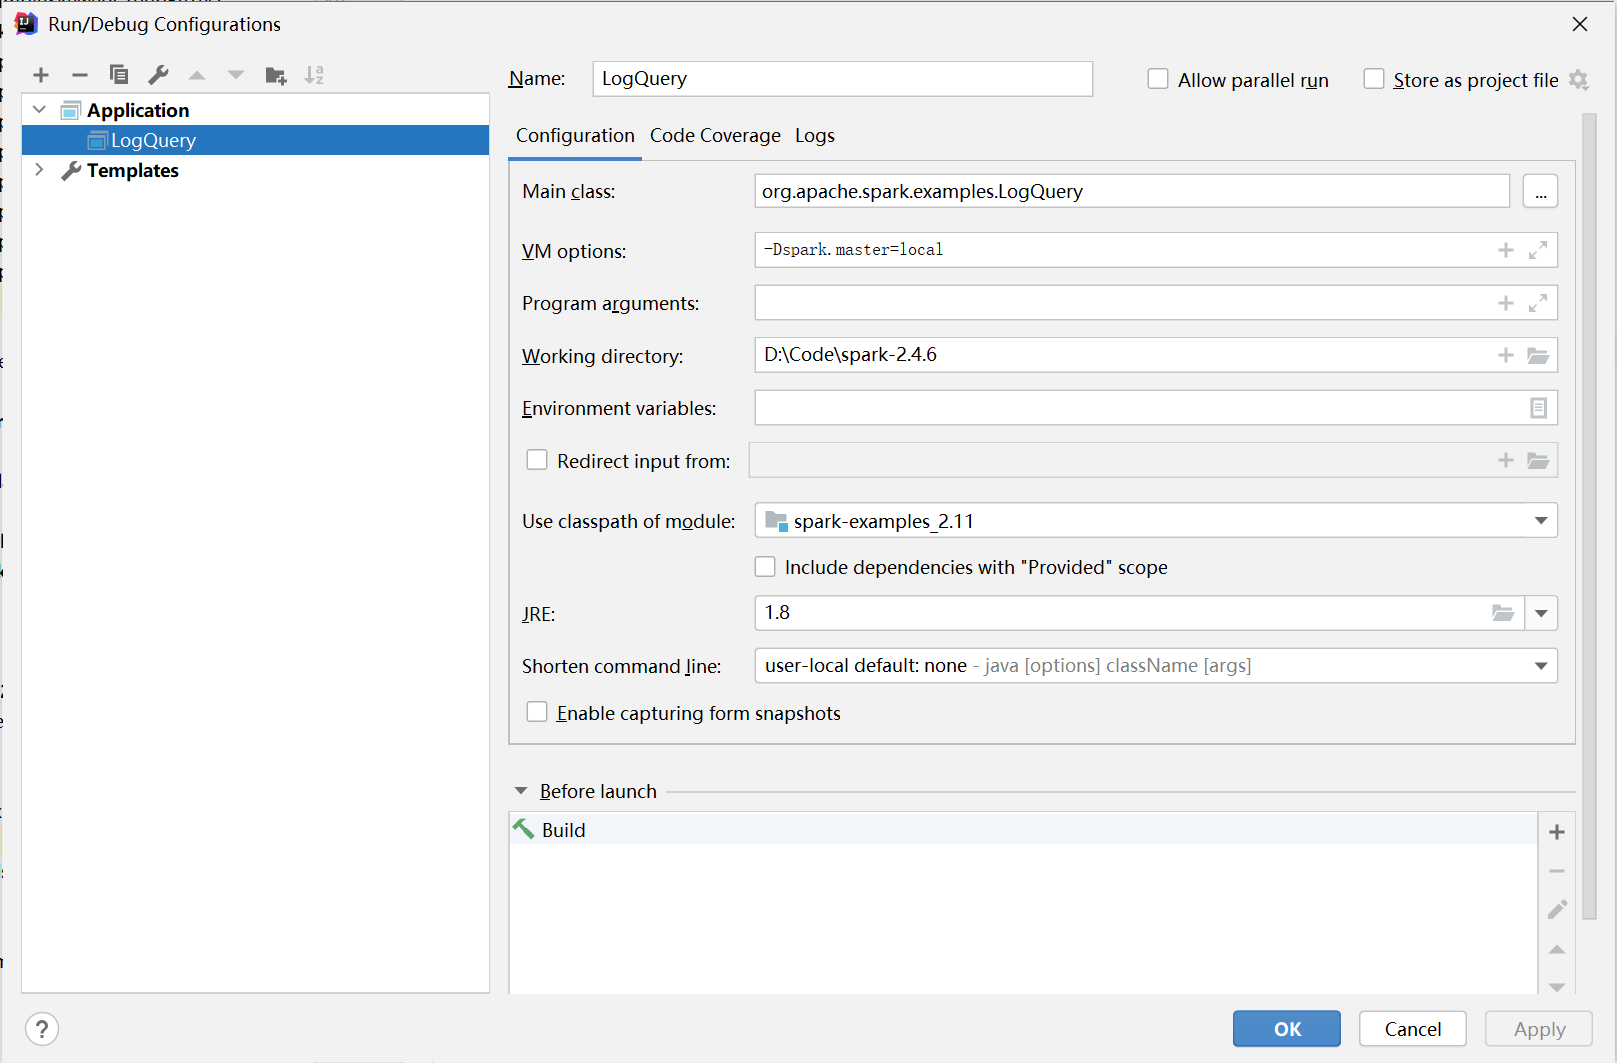 Run/Debug Configurations
Application
LogQuery
Templates
Name: LogQuery
Allow parallel run
Store as project file
Configuration Code Coverage Logs
Main class: org.apache.spark.examples.LogQuery ...
VM options: -Dspark.master=local
Program arguments:
Working directory: D:\Code\spark-2.4.6
Environment variables:
Redirect input from:
Use classpath of module: spark-examples_2.11
Include dependencies with "Provided" scope
JRE: 1.8
Shorten command line: user-local default: none - java [options] className [args]
Enable capturing form snapshots
Before launch
Build
? OK Cancel Apply